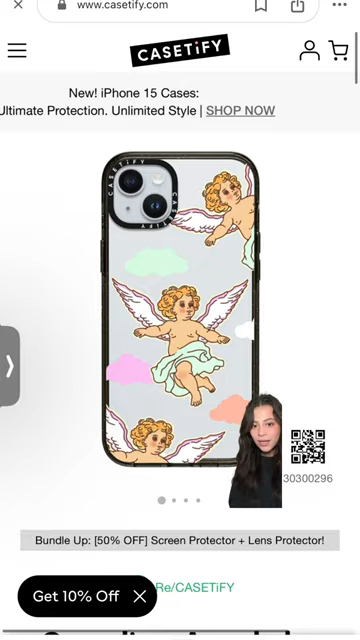 www.casetify.com
CASETiFY
New! iPhone 15 Cases:
Ultimate Protection. Unlimited Style | SHOP NOW
CASETiFY
CASETiFY
30300296
Bundle Up: [50% OFF] Screen Protector + Lens Protector!
Get 10% Off
Re/CASETiFY